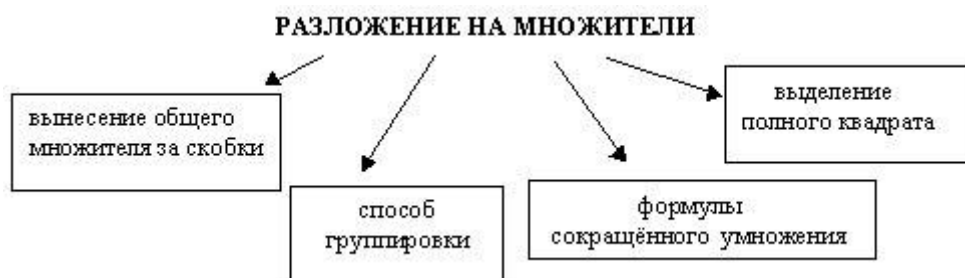 РАЗЛОЖЕНИЕ НА МНОЖИТЕЛИ
вынесение общего
множителя за скобки
способ
группировки
формулы
сокращённого умножения
выделение
полного квадрата